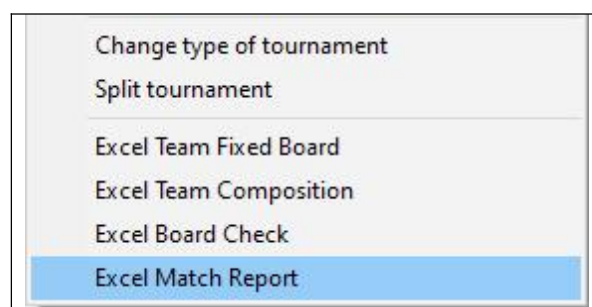 Change type of tournament
Split tournament
Excel Team Fixed Board
Excel Team Composition
Excel Board Check
Excel Match Report